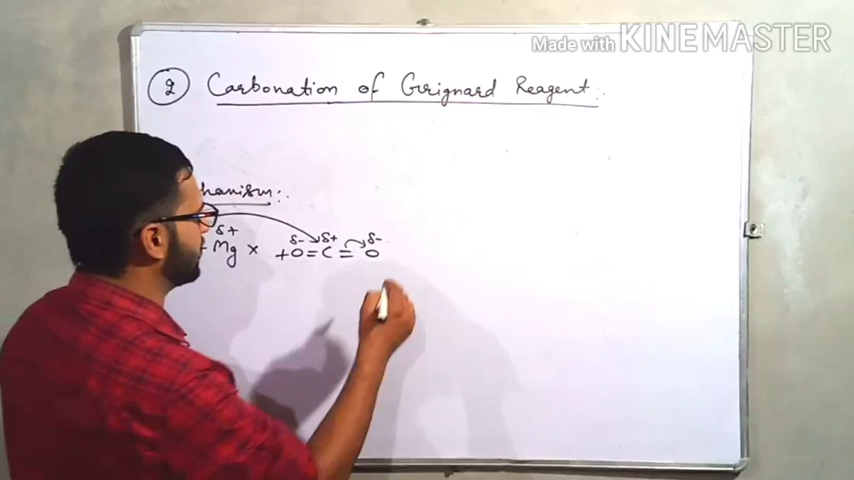 Made with KINEMASTER
2 Carbonation of Grignard Reagent:
δ+ δ- δ+ δ-
Mg x + O = C = O